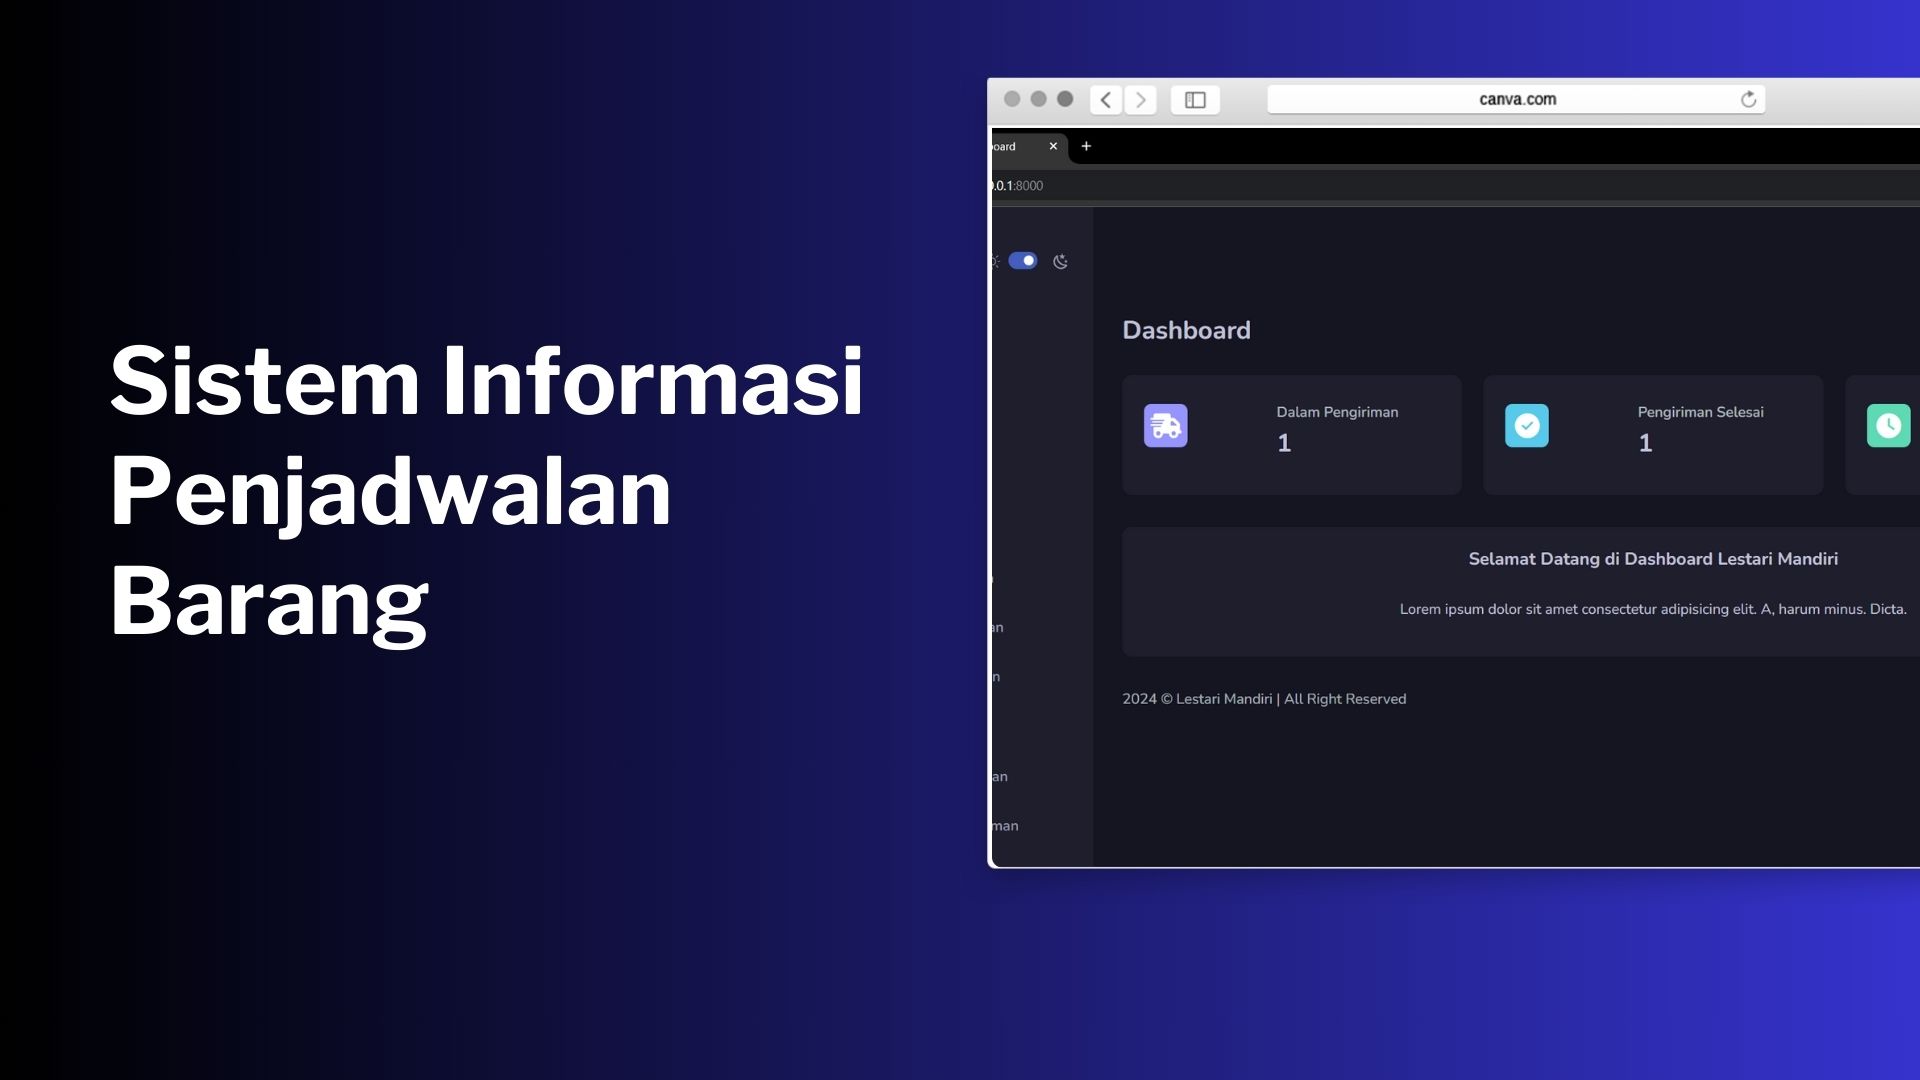 Sistem Informasi
Penjadwalan
Barang
canva.com
oard
.0.1:8000
Dashboard
Dalam Pengiriman
1
Pengiriman Selesai
1
Selamat Datang di Dashboard Lestari Mandiri
Lorem ipsum dolor sit amet consectetur adipisicing elit. A, harum minus. Dicta.
an
n
2024 © Lestari Mandiri | All Right Reserved
an
man